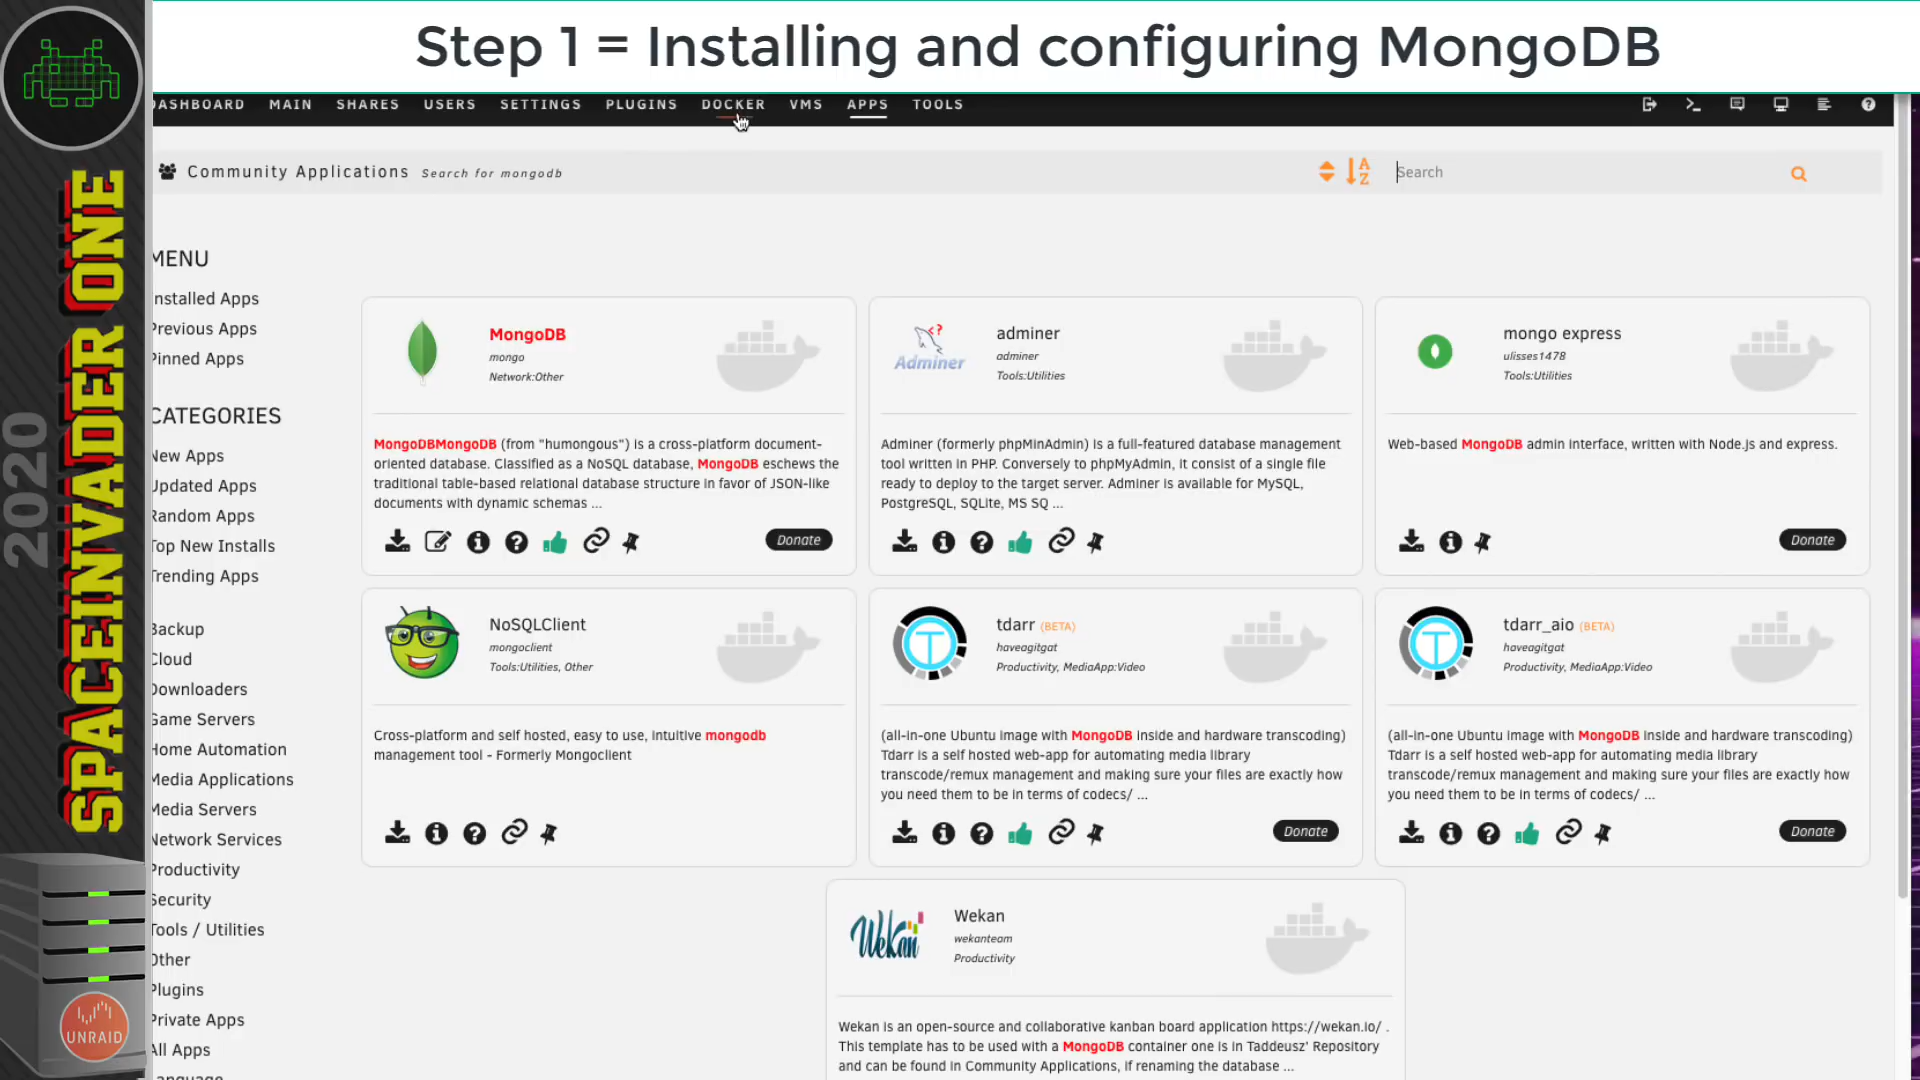 Step 1 = Installing and configuring MongoDB
DASHBOARD MAIN SHARES USERS SETTINGS PLUGINS DOCKER VMS APPS TOOLS
Community Applications Search for mongodb
Search
MENU
Installed Apps
Previous Apps
Pinned Apps
CATEGORIES
New Apps
Updated Apps
Random Apps
Top New Installs
Trending Apps
Backup
Cloud
Downloaders
Game Servers
Home Automation
Media Applications
Media Servers
Network Services
Productivity
Security
Tools / Utilities
Other
Plugins
Private Apps
All Apps
Language
MongoDB
mongo
Network:Other
MongoDBMongoDB (from "humongous") is a cross-platform document-
oriented database. Classified as a NoSQL database, MongoDB eschews the
traditional table-based relational database structure in favor of JSON-like
documents with dynamic schemas ...
Donate
Adminer
adminer
adminer
Tools:Utilities
Adminer (formerly phpMinAdmin) is a full-featured database management
tool written in PHP. Conversely to phpMyAdmin, it consist of a single file
ready to deploy to the target server. Adminer is available for MySQL,
PostgreSQL, SQLite, MS SQ ...
mongo express
ulisses1478
Tools:Utilities
Web-based MongoDB admin interface, written with Node.js and express.
Donate
NoSQLClient
mongoclient
Tools:Utilities, Other
Cross-platform and self hosted, easy to use, intuitive mongodb
management tool - Formerly Mongoclient
tdarr (BETA)
haveagitgat
Productivity, MediaApp:Video
(all-in-one Ubuntu image with MongoDB inside and hardware transcoding)
Tdarr is a self hosted web-app for automating media library
transcode/remux management and making sure your files are exactly how
you need them to be in terms of codecs/ ...
Donate
tdarr_aio (BETA)
haveagitgat
Productivity, MediaApp:Video
(all-in-one Ubuntu image with MongoDB inside and hardware transcoding)
Tdarr is a self hosted web-app for automating media library
transcode/remux management and making sure your files are exactly how
you need them to be in terms of codecs/ ...
Donate
Wekan
Wekan
wekanteam
Productivity
Wekan is an open-source and collaborative kanban board application https://wekan.io/ .
This template has to be used with a MongoDB container one is in Taddeusz' Repository
and can be found in Community Applications, if renaming the database ...
2020
SPACEINVADER ONE
UNRAID